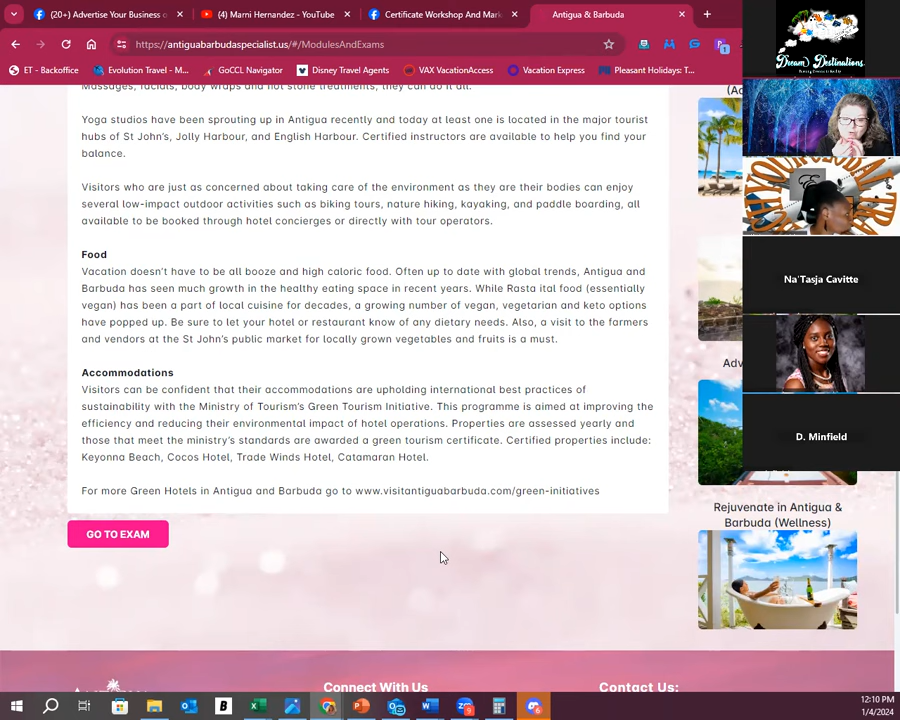 (20+) Advertise Your Business o
(4) Marni Hernandez - YouTube
Certificate Workshop And Mark
Antigua & Barbuda
https://antiguabarbudaspecialist.us/#/ModulesAndExams
ET - Backoffice
Evolution Travel - M...
GoCCL Navigator
Disney Travel Agents
VAX VacationAccess
Vacation Express
Pleasant Holidays: T...
Massages, facials, body wraps and hot stone treatments, they can do it all.
Yoga studios have been sprouting up in Antigua recently and today at least one is located in the major tourist
hubs of St John's, Jolly Harbour, and English Harbour. Certified instructors are available to help you find your
balance.
Visitors who are just as concerned about taking care of the environment as they are their bodies can enjoy
several low-impact outdoor activities such as biking tours, nature hiking, kayaking, and paddle boarding, all
available to be booked through hotel concierges or directly with tour operators.
Food
Vacation doesn't have to be all booze and high caloric food. Often up to date with global trends, Antigua and
Barbuda has seen much growth in the healthy eating space in recent years. While Rasta ital food (essentially
vegan) has been a part of local cuisine for decades, a growing number of vegan, vegetarian and keto options
have popped up. Be sure to let your hotel or restaurant know of any dietary needs. Also, a visit to the farmers
and vendors at the St John's public market for locally grown vegetables and fruits is a must.
Accommodations
Visitors can be confident that their accommodations are upholding international best practices of
sustainability with the Ministry of Tourism's Green Tourism Initiative. This programme is aimed at improving the
efficiency and reducing their environmental impact of hotel operations. Properties are assessed yearly and
those that meet the ministry's standards are awarded a green tourism certificate. Certified properties include:
Keyonna Beach, Cocos Hotel, Trade Winds Hotel, Catamaran Hotel.
For more Green Hotels in Antigua and Barbuda go to www.visitantiguabarbuda.com/green-initiatives
GO TO EXAM
(Ac
Adv
Rejuvenate in Antigua &
Barbuda (Wellness)
Dream Destinations
Na'Tasja Cavitte
D. Minfield
Connect With Us
Contact Us:
12:10 PM
1/4/2024